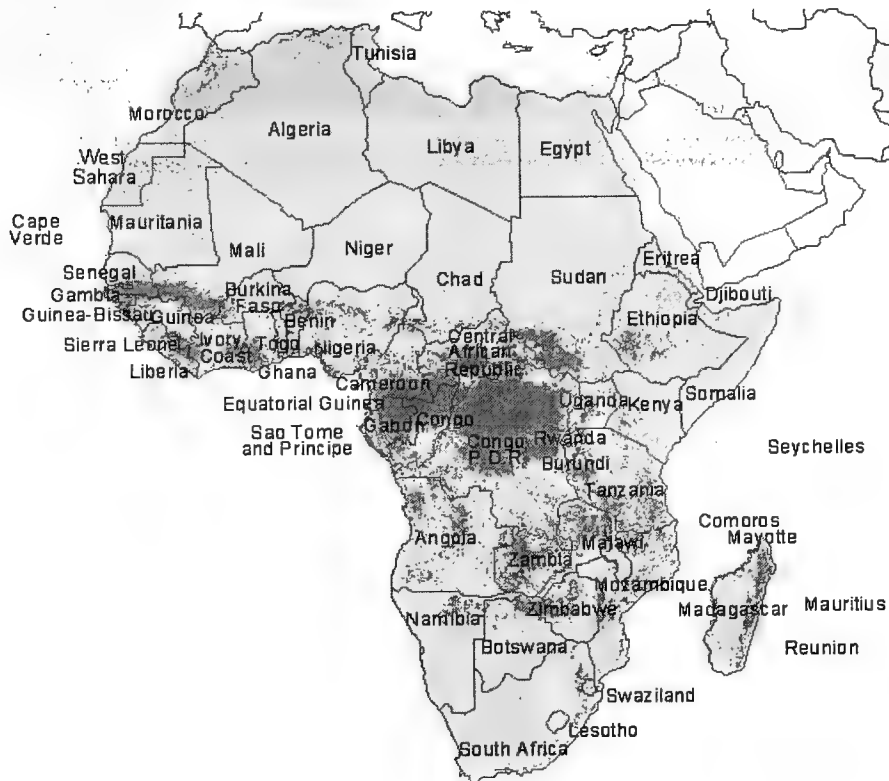 Tunisia
Morocco
Algeria
Libya
Egypt
West
Sahara
Cape
Verde
Mauritania
Mali
Niger
Chad
Sudan
Eritrea
Senegal
Gambia
Guinea-Bissau
Guinea
Burkina
Faso
Benin
Djibouti
Ethiopia
Sierra Leone
Ivory
Coast
Togo
Nigeria
Central
African
Republic
Liberia
Ghana
Cameroon
Equatorial Guinea
Gabon
Congo
Uganda
Kenya
Somalia
Sao Tome
and Principe
Congo
P.D.R.
Rwanda
Burundi
Seychelles
Tanzania
Comoros
Mayotte
Angola
Zambia
Malawi
Mozambique
Namibia
Zimbabwe
Madagascar
Mauritius
Botswana
Reunion
Swaziland
Lesotho
South Africa